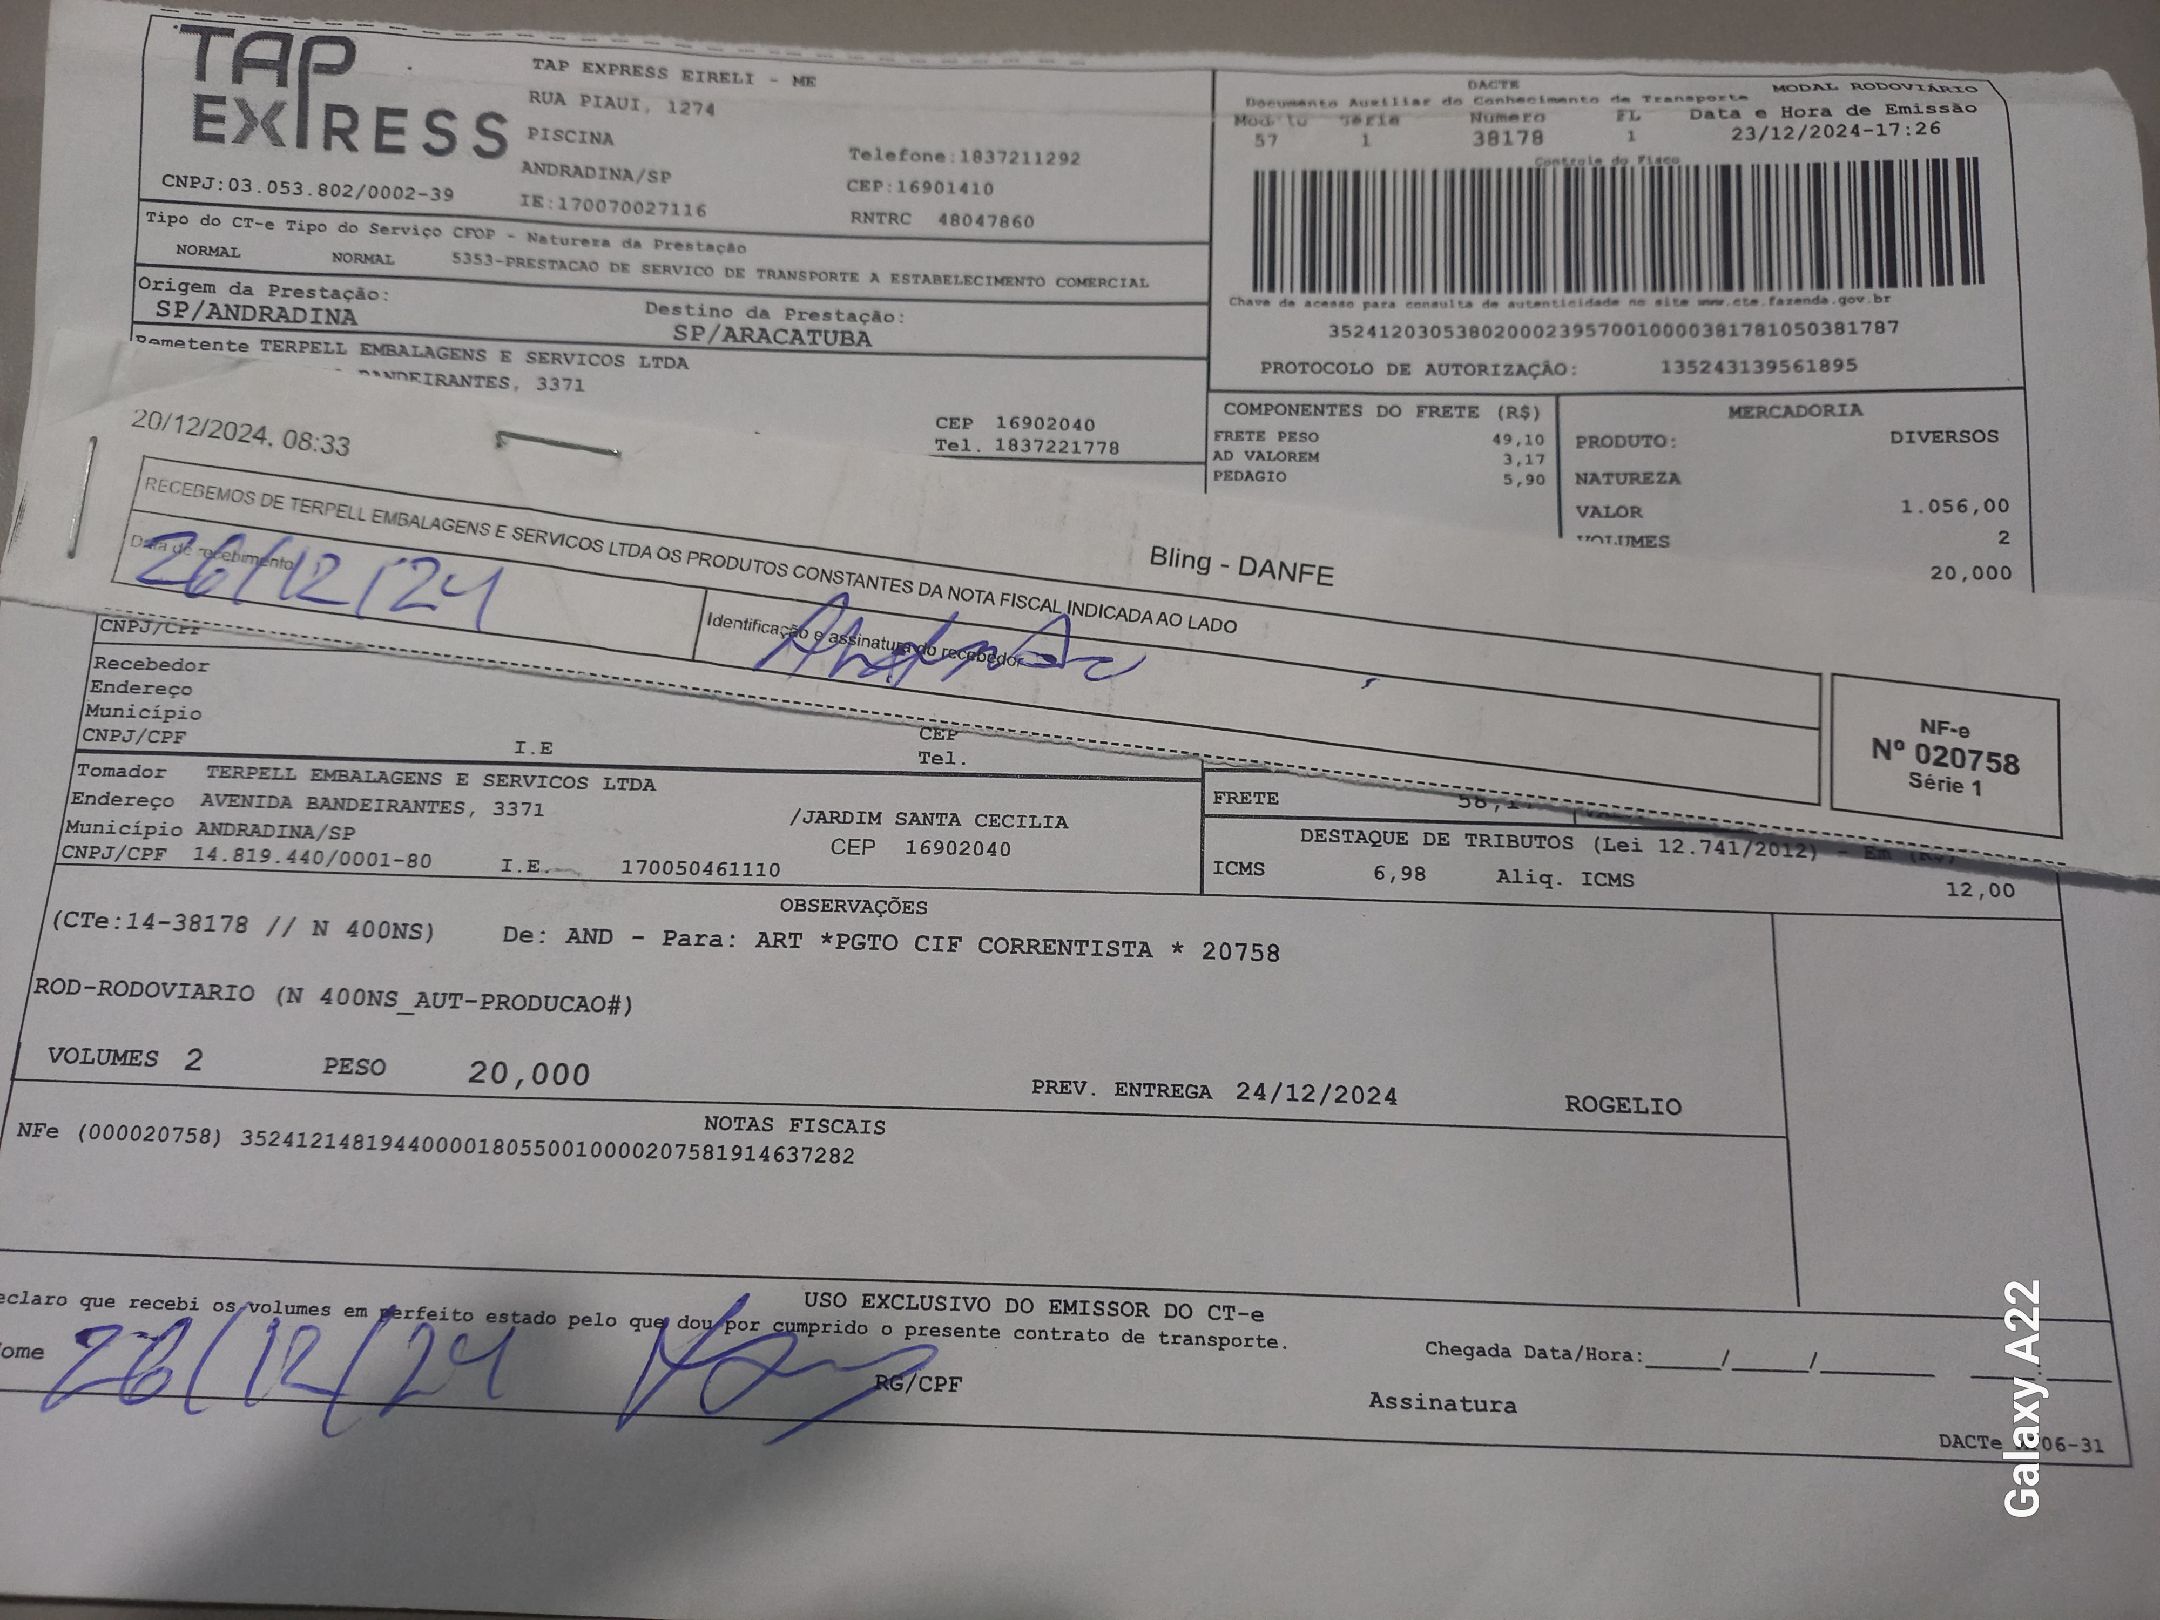 TAP EXPRESS
TAP EXPRESS EIRELI - ME
RUA PIAUI, 1274
PISCINA
ANDRADINA/SP
IE:170070027116
Telefone:1837211292
CEP:16901410
RNTRC 48047860
CNPJ:03.053.802/0002-39
DACTE
MODAL RODOVIÁRIO
Documento Auxiliar do Conhecimento de Transporte
Data e Hora de Emissão
23/12/2024-17:26
Modelo Série Número FL
57 1 38178 1
Controle do Fisco
Chave de acesso para consulta de autenticidade no site www.cte.fazenda.gov.br
35241203053802000239570010000381781050381787
PROTOCOLO DE AUTORIZAÇÃO: 135243139561895
Tipo do CT-e Tipo do Serviço CFOP - Natureza da Prestação
NORMAL NORMAL 5353-PRESTACAO DE SERVICO DE TRANSPORTE A ESTABELECIMENTO COMERCIAL
Origem da Prestação:
SP/ANDRADINA
Destino da Prestação:
SP/ARACATUBA
Remetente TERPELL EMBALAGENS E SERVICOS LTDA
BANDEIRANTES, 3371
CEP 16902040
Tel. 1837221778
COMPONENTES DO FRETE (R$)
FRETE PESO 49,10
AD VALOREM 3,17
PEDAGIO 5,90
MERCADORIA
PRODUTO: DIVERSOS
NATUREZA
VALOR 1.056,00
VOLUMES 2
20,000
20/12/2024, 08:33
Bling - DANFE
RECEBEMOS DE TERPELL EMBALAGENS E SERVICOS LTDA OS PRODUTOS CONSTANTES DA NOTA FISCAL INDICADA AO LADO
Data de recebimento
26/12/24
Identificação e assinatura do recebedor
NF-e
Nº 020758
Série 1
CNPJ/CPF
Recebedor
Endereço
Município
CNPJ/CPF
I.E
CEP
Tel.
Tomador TERPELL EMBALAGENS E SERVICOS LTDA
Endereço AVENIDA BANDEIRANTES, 3371 /JARDIM SANTA CECILIA
Município ANDRADINA/SP CEP 16902040
CNPJ/CPF 14.819.440/0001-80 I.E. 170050461110
FRETE
DESTAQUE DE TRIBUTOS (Lei 12.741/2012) - Em (R$)
ICMS 6,98 Aliq. ICMS 12,00
OBSERVAÇÕES
(CTe:14-38178 // N 400NS) De: AND - Para: ART *PGTO CIF CORRENTISTA * 20758
ROD-RODOVIARIO (N 400NS_AUT-PRODUCAO#)
VOLUMES 2 PESO 20,000
PREV. ENTREGA 24/12/2024 ROGELIO
NOTAS FISCAIS
NFe (000020758) 35241214819440000180550010000207581914637282
USO EXCLUSIVO DO EMISSOR DO CT-e
eclaro que recebi os volumes em perfeito estado pelo que dou por cumprido o presente contrato de transporte.
ome
26/12/24
RG/CPF
Chegada Data/Hora:_____/_____/_______
Assinatura
DACTe
06-31
Galaxy A22